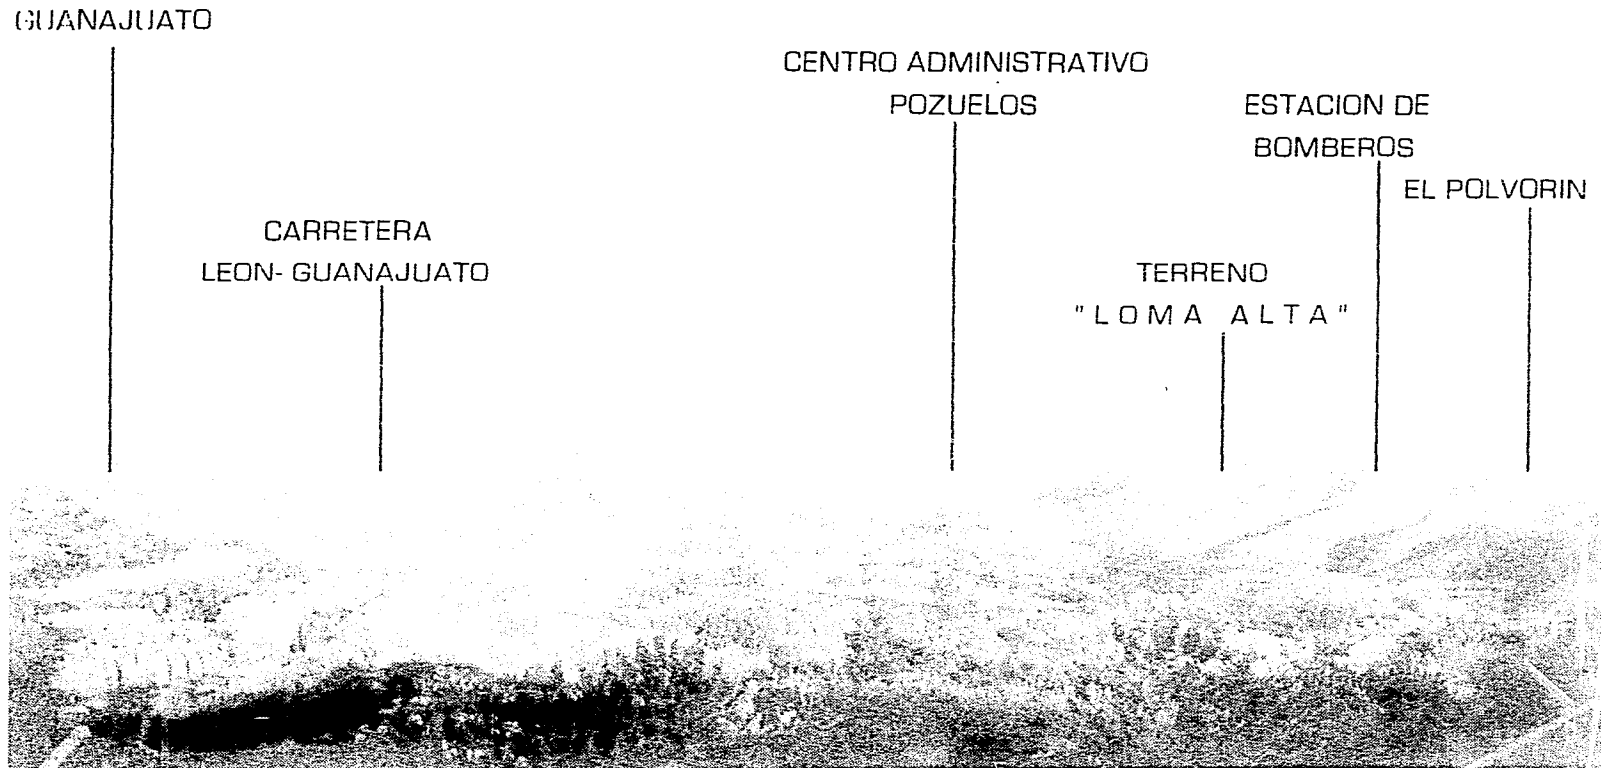 GUANAJUATO
CENTRO ADMINISTRATIVO
POZUELOS
ESTACION DE
BOMBEROS
EL POLVORIN
CARRETERA
LEON- GUANAJUATO
TERRENO
"LOMA ALTA"